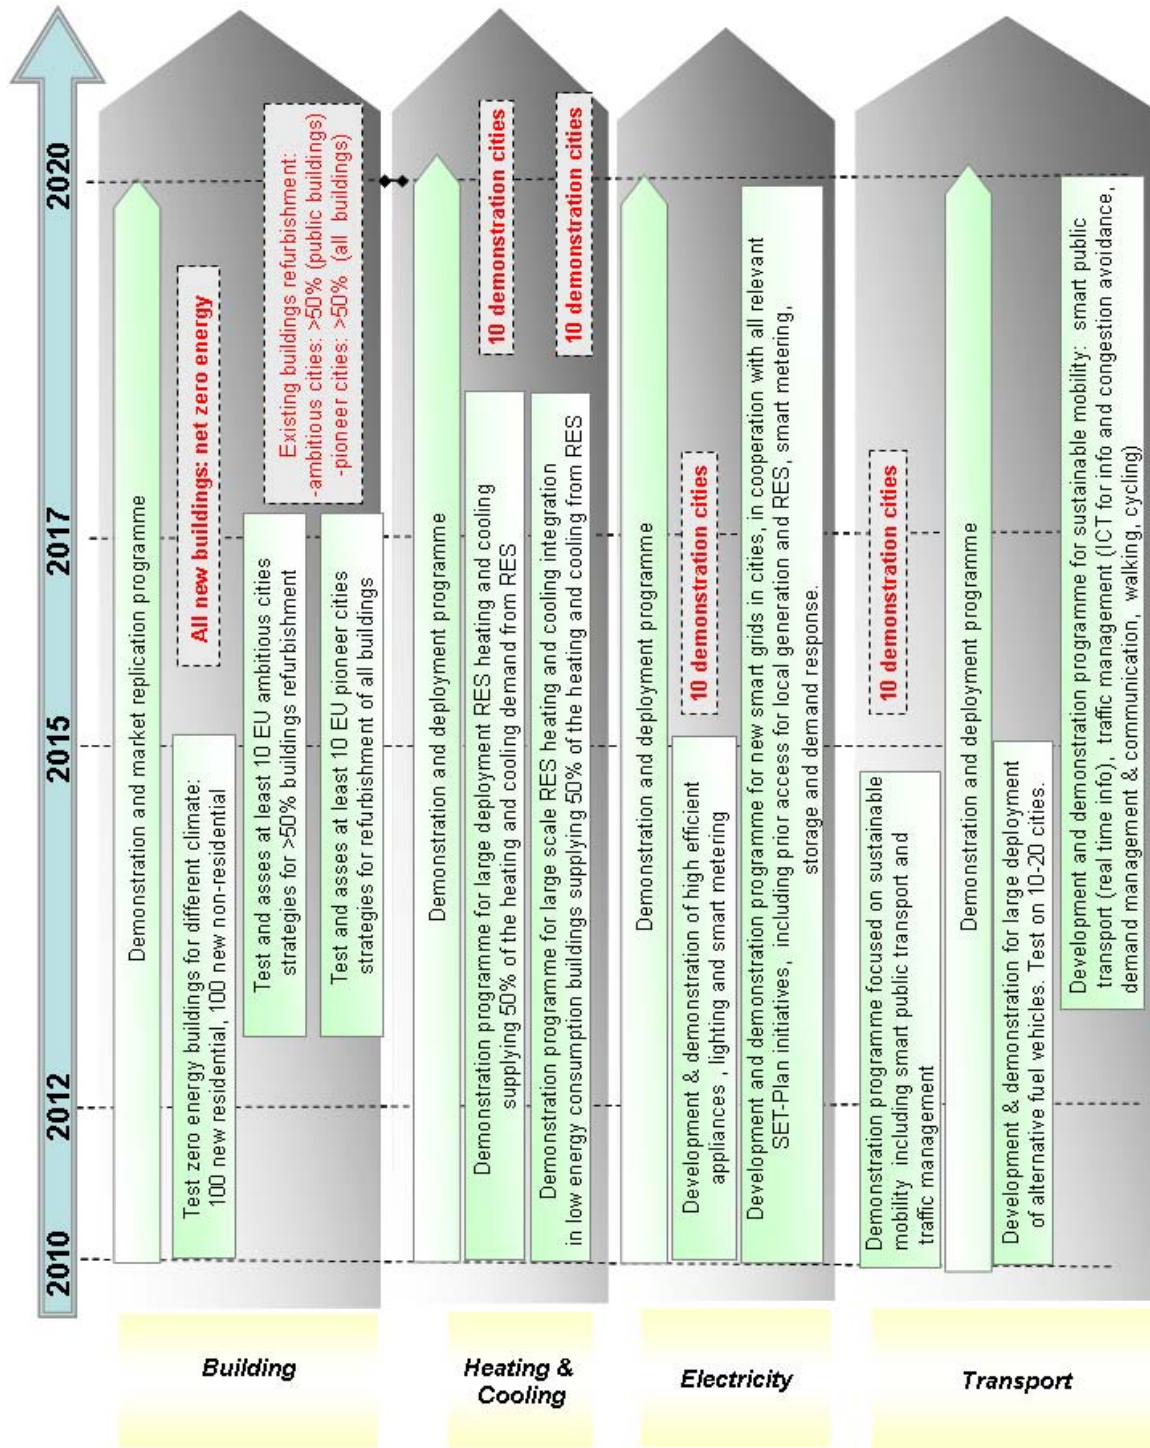 2010
2012
2015
2017
2020
Building
Demonstration and market replication programme
Test zero energy buildings for different climate:
100 new residential, 100 new non-residential
All new buildings: net zero energy
Test and asses at least 10 EU ambitious cities
strategies for >50% buildings refurbishment
Test and asses at least 10 EU pioneer cities
strategies for refurbishment of all buildings
Existing buildings refurbishment:
-ambitious cities: >50% (public buildings)
-pioneer cities: >50% (all buildings)
Heating &
Cooling
Demonstration and deployment programme
Demonstration programme for large deployment RES heating and cooling
supplying 50% of the heating and cooling demand from RES
10 demonstration cities
Demonstration programme for large scale RES heating and cooling integration
in low energy consumption buildings supplying 50% of the heating and cooling from RES
10 demonstration cities
Electricity
Demonstration and deployment programme
Development & demonstration of high efficient
appliances , lighting and smart metering
10 demonstration cities
Development and demonstration programme for new smart grids in cities, in cooperation with all relevant
SET-Plan initiatives, including prior access for local generation and RES, smart metering,
storage and demand response.
Transport
Demonstration programme focused on sustainable
mobility including smart public transport and
traffic management
10 demonstration cities
Demonstration and deployment programme
Development & demonstration for large deployment
of alternative fuel vehicles. Test on 10-20 cities.
Development and demonstration programme for sustainable mobility: smart public
transport (real time info), traffic management (ICT for info and congestion avoidance,
demand management & communication, walking, cycling)